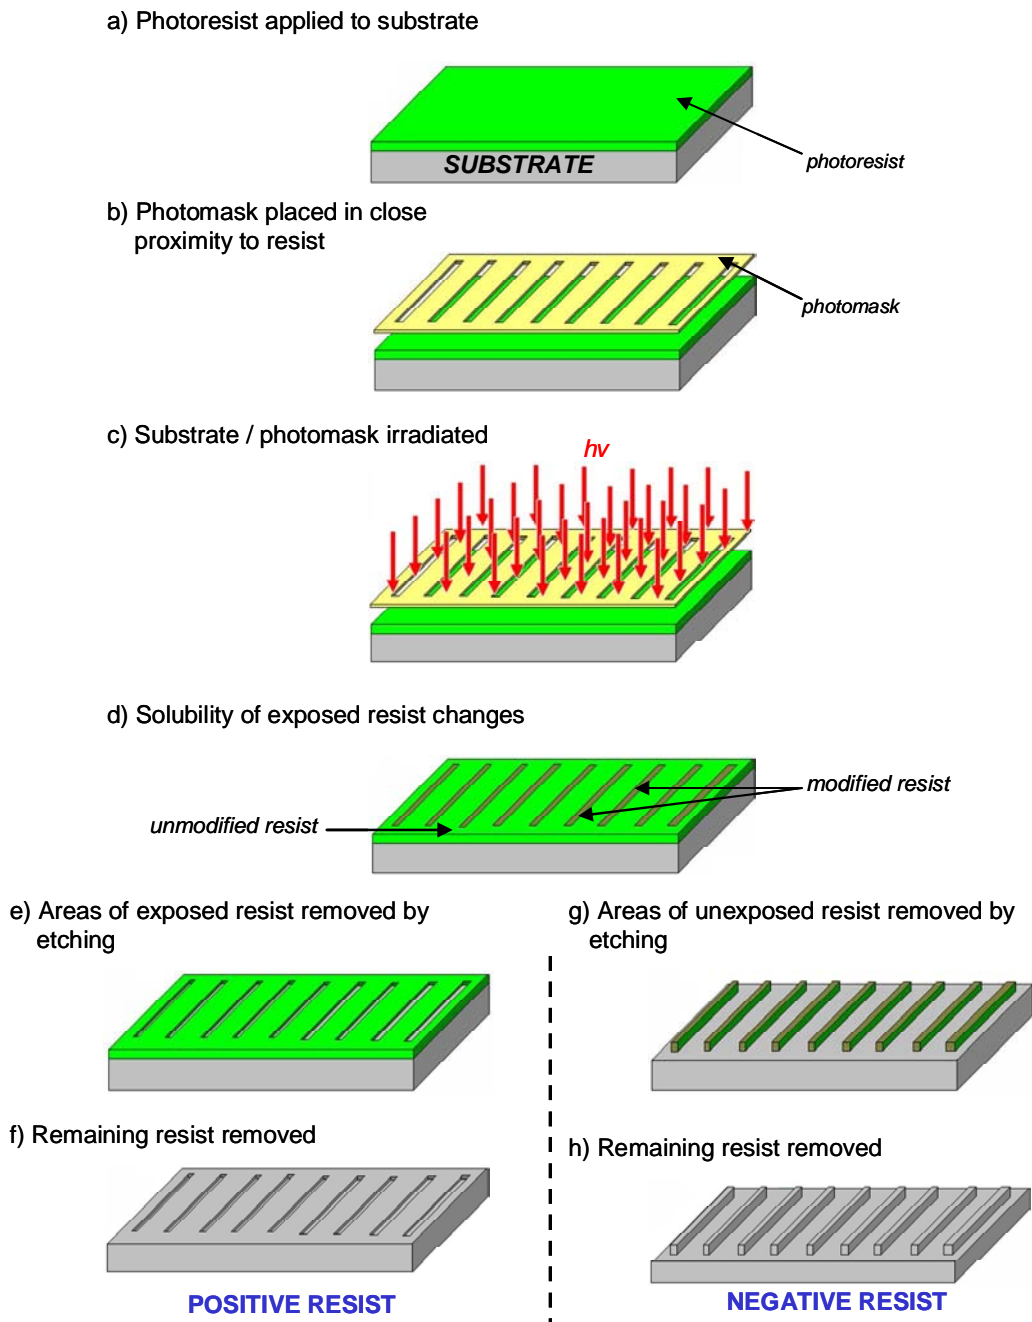 a) Photoresist applied to substrate
SUBSTRATE
photoresist
b) Photomask placed in close
proximity to resist
photomask
c) Substrate / photomask irradiated
hv
d) Solubility of exposed resist changes
modified resist
unmodified resist
e) Areas of exposed resist removed by
etching
g) Areas of unexposed resist removed by
etching
f) Remaining resist removed
h) Remaining resist removed
POSITIVE RESIST
NEGATIVE RESIST